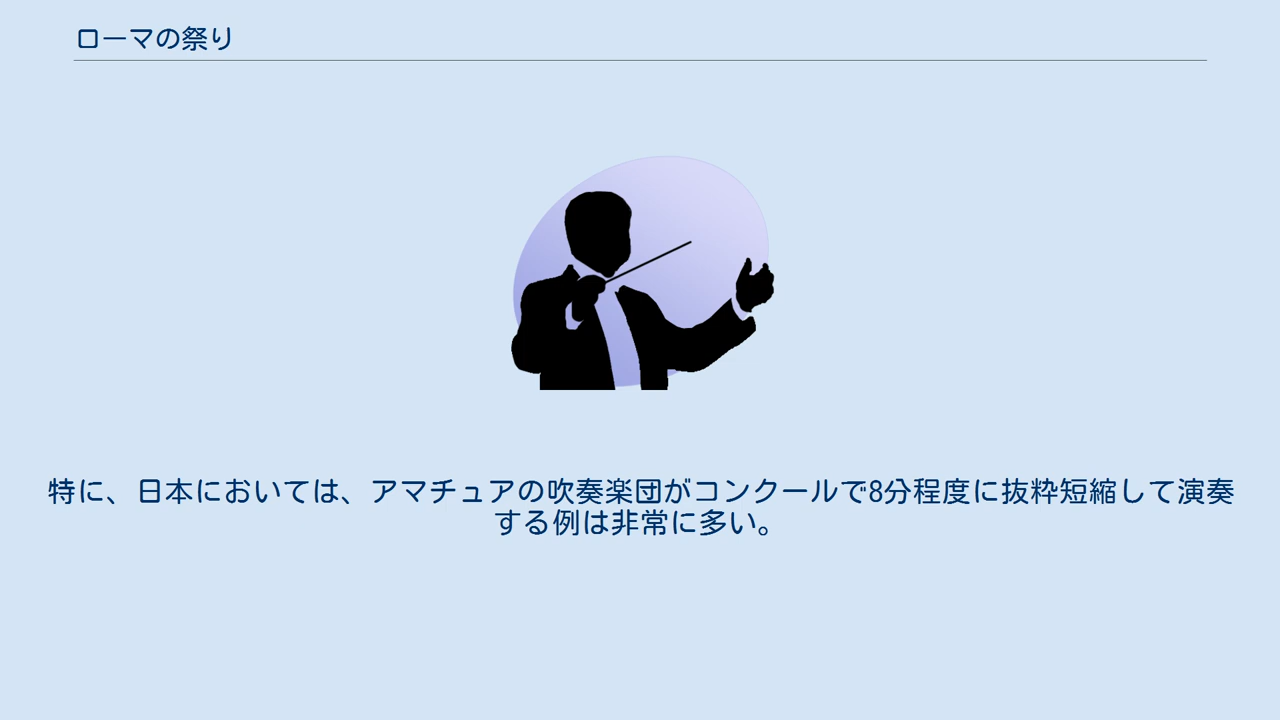 ローマの祭り
特に、日本においては、アマチュアの吹奏楽団がコンクールで8分程度に抜粋短縮して演奏
する例は非常に多い。